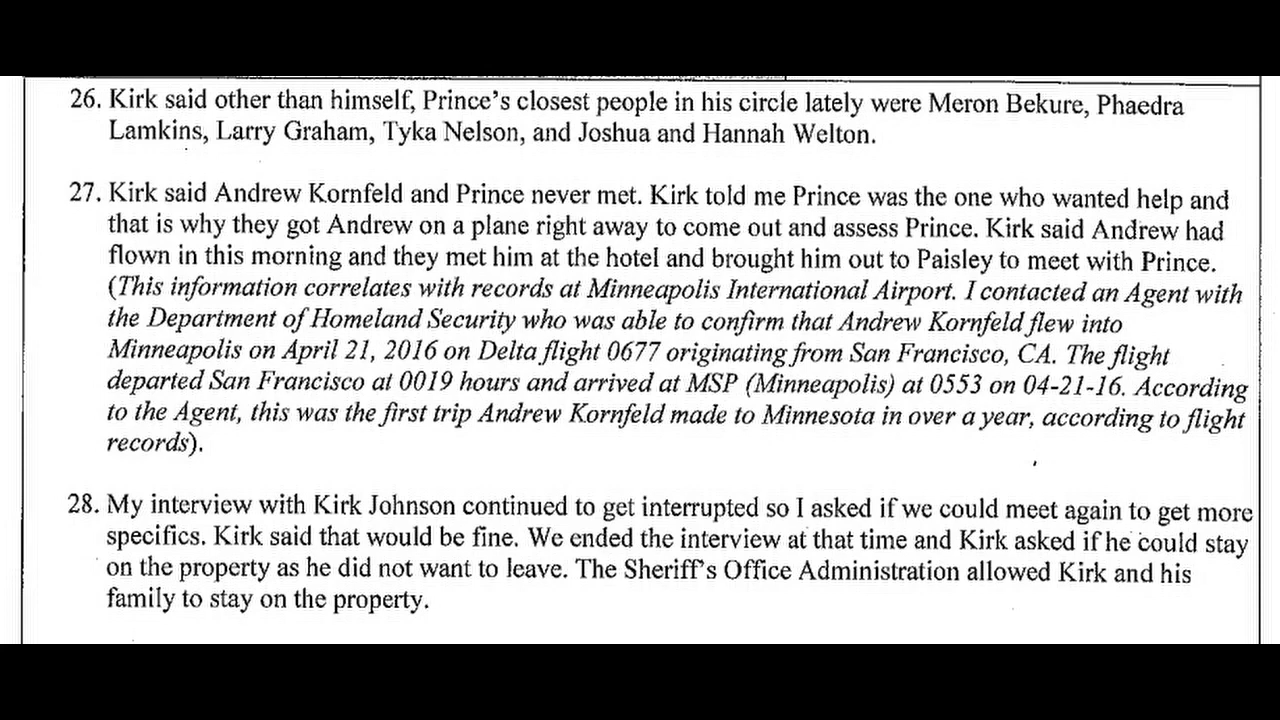 26. Kirk said other than himself, Prince's closest people in his circle lately were Meron Bekure, Phaedra
Lamkins, Larry Graham, Tyka Nelson, and Joshua and Hannah Welton.
27. Kirk said Andrew Kornfeld and Prince never met. Kirk told me Prince was the one who wanted help and
that is why they got Andrew on a plane right away to come out and assess Prince. Kirk said Andrew had
flown in this morning and they met him at the hotel and brought him out to Paisley to meet with Prince.
(This information correlates with records at Minneapolis International Airport. I contacted an Agent with
the Department of Homeland Security who was able to confirm that Andrew Kornfeld flew into
Minneapolis on April 21, 2016 on Delta flight 0677 originating from San Francisco, CA. The flight
departed San Francisco at 0019 hours and arrived at MSP (Minneapolis) at 0553 on 04-21-16. According
to the Agent, this was the first trip Andrew Kornfeld made to Minnesota in over a year, according to flight
records).
28. My interview with Kirk Johnson continued to get interrupted so I asked if we could meet again to get more
specifics. Kirk said that would be fine. We ended the interview at that time and Kirk asked if he could stay
on the property as he did not want to leave. The Sheriff's Office Administration allowed Kirk and his
family to stay on the property.